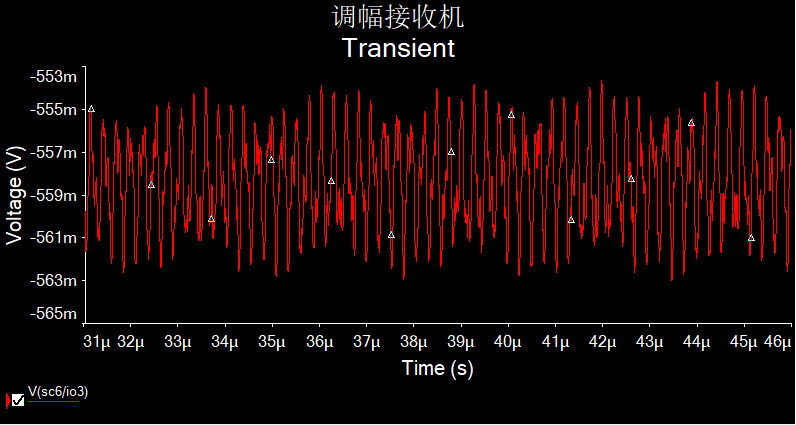 调幅接收机
Transient
Voltage (V)
-553m
-555m
-557m
-559m
-561m
-563m
-565m
31μ 32μ 33μ 34μ 35μ 36μ 37μ 38μ 39μ 40μ 41μ 42μ 43μ 44μ 45μ 46μ
Time (s)
V(sc6/io3)